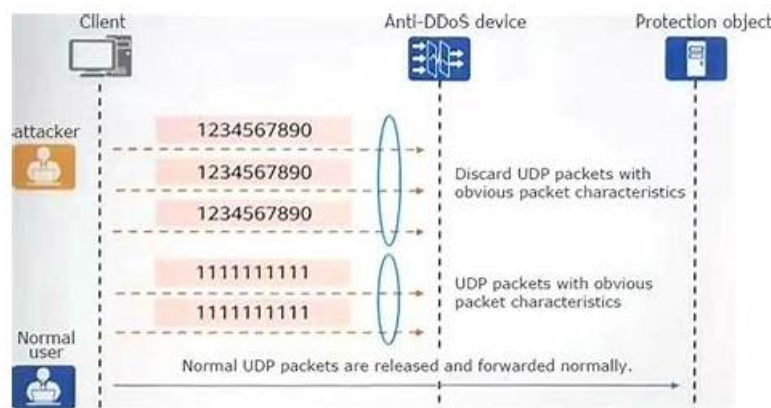 Client
Anti-DDoS device
Protection object
attacker
1234567890
1234567890
1234567890
Discard UDP packets with
obvious packet characteristics
1111111111
1111111111
UDP packets with obvious
packet characteristics
Normal
user
Normal UDP packets are released and forwarded normally.